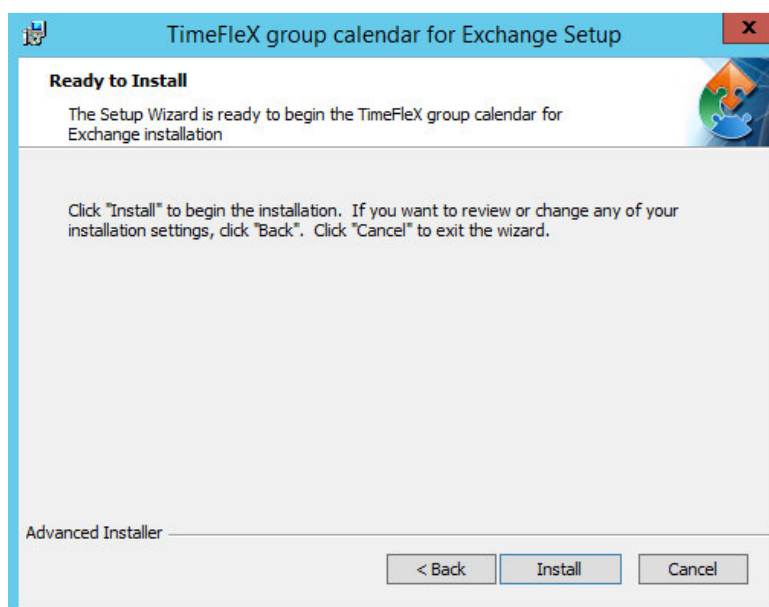 TimeFleX group calendar for Exchange Setup
x
Ready to Install
The Setup Wizard is ready to begin the TimeFleX group calendar for
Exchange installation
Click "Install" to begin the installation.  If you want to review or change any of your
installation settings, click "Back".  Click "Cancel" to exit the wizard.
Advanced Installer
< Back
Install
Cancel